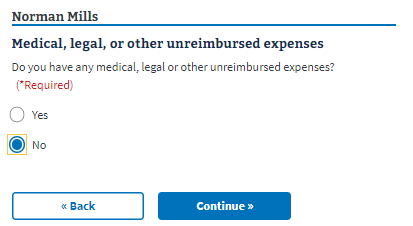 Norman Mills
Medical, legal, or other unreimbursed expenses
Do you have any medical, legal or other unreimbursed expenses?
(*Required)
Yes
No
« Back
Continue »